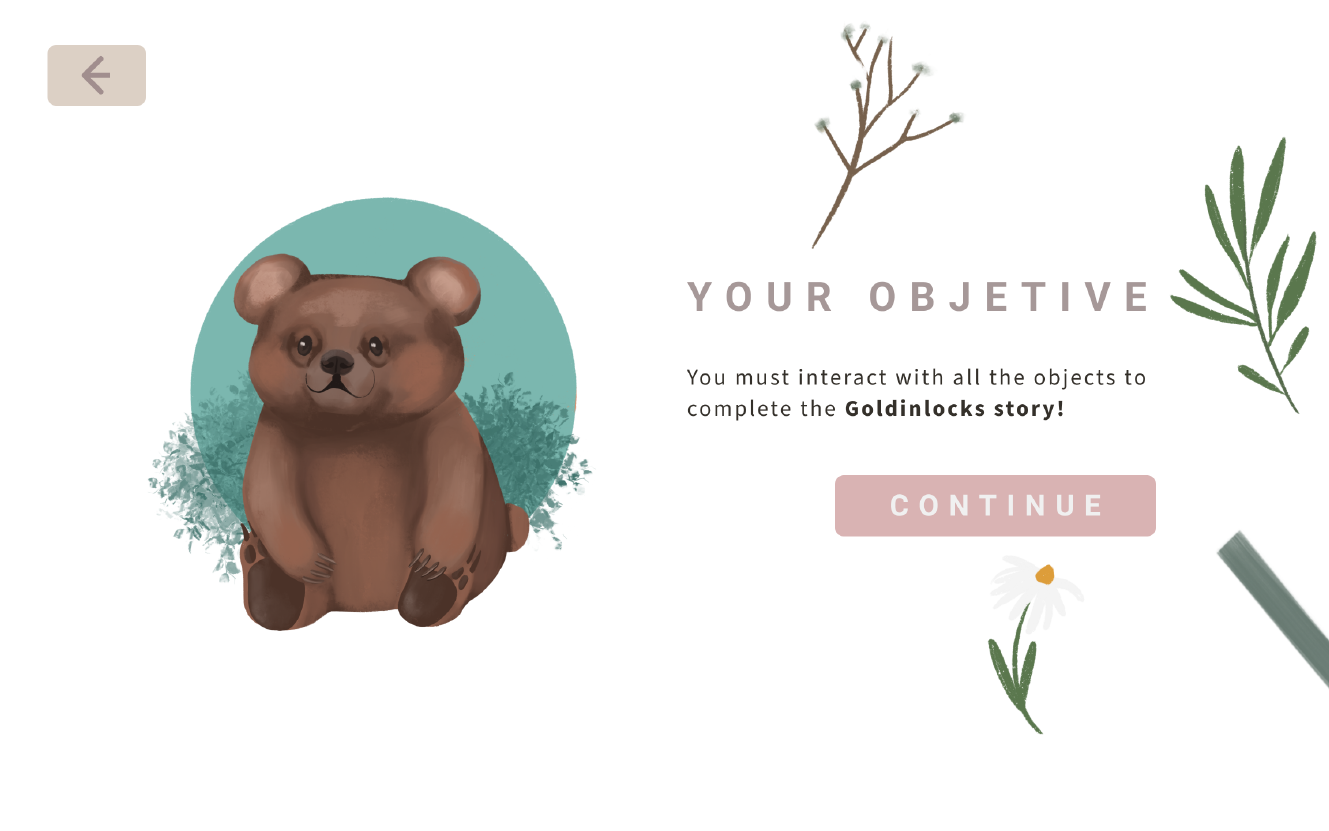 YOUR OBJETIVE
You must interact with all the objects to
complete the Goldinlocks story!
CONTINUE